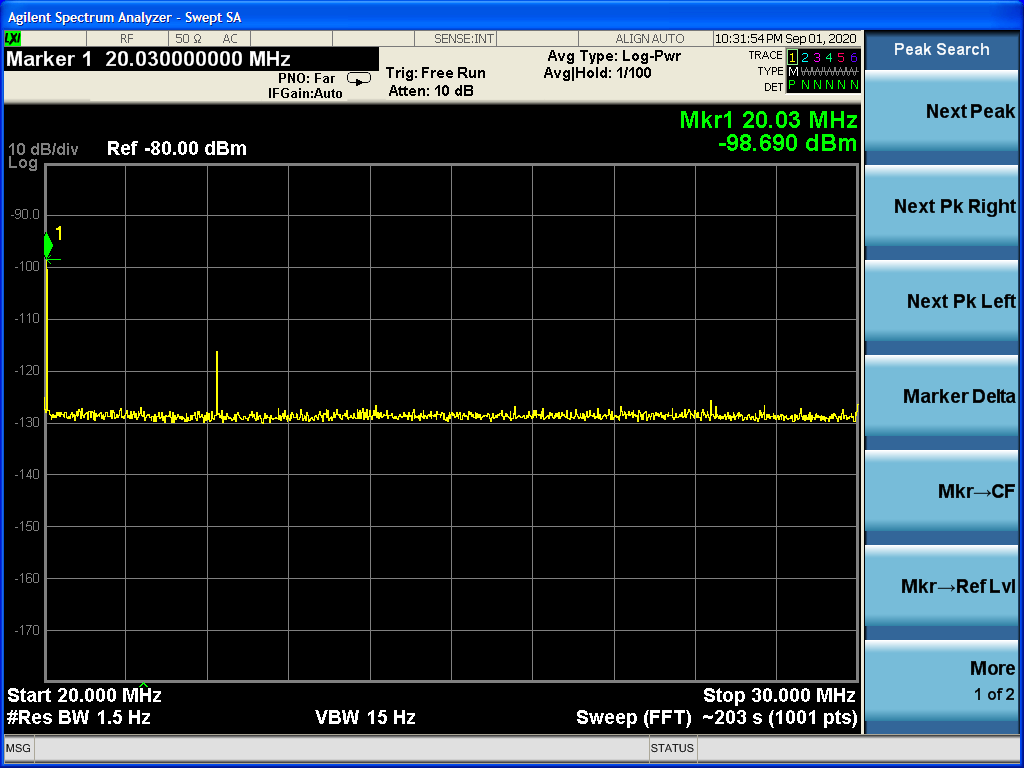 Agilent Spectrum Analyzer - Swept SA
LXI RF 50 Ω AC SENSE:INT ALIGN AUTO 10:31:54 PM Sep 01, 2020
Marker 1 20.030000000 MHz
PNO: Far
IFGain:Auto
Trig: Free Run
Atten: 10 dB
Avg Type: Log-Pwr
Avg|Hold: 1/100
TRACE 1 2 3 4 5 6
TYPE M W W W W W
DET P N N N N N
Peak Search
Next Peak
Next Pk Right
Next Pk Left
Marker Delta
Mkr→CF
Mkr→Ref Lvl
More
1 of 2
Mkr1 20.03 MHz
-98.690 dBm
10 dB/div Ref -80.00 dBm
Log
-90.0
1
-100
-110
-120
-130
-140
-150
-160
-170
Start 20.000 MHz Stop 30.000 MHz
#Res BW 1.5 Hz VBW 15 Hz Sweep (FFT) ~203 s (1001 pts)
MSG STATUS